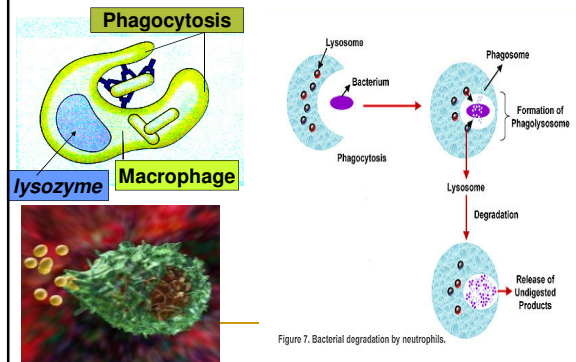 Phagocytosis
lysozyme
Macrophage
Lysosome
Bacterium
Phagocytosis
Phagosome
Formation of
Phagolysosome
Lysosome
Degradation
Release of
Undigested
Products
Figure 7. Bacterial degradation by neutrophils.